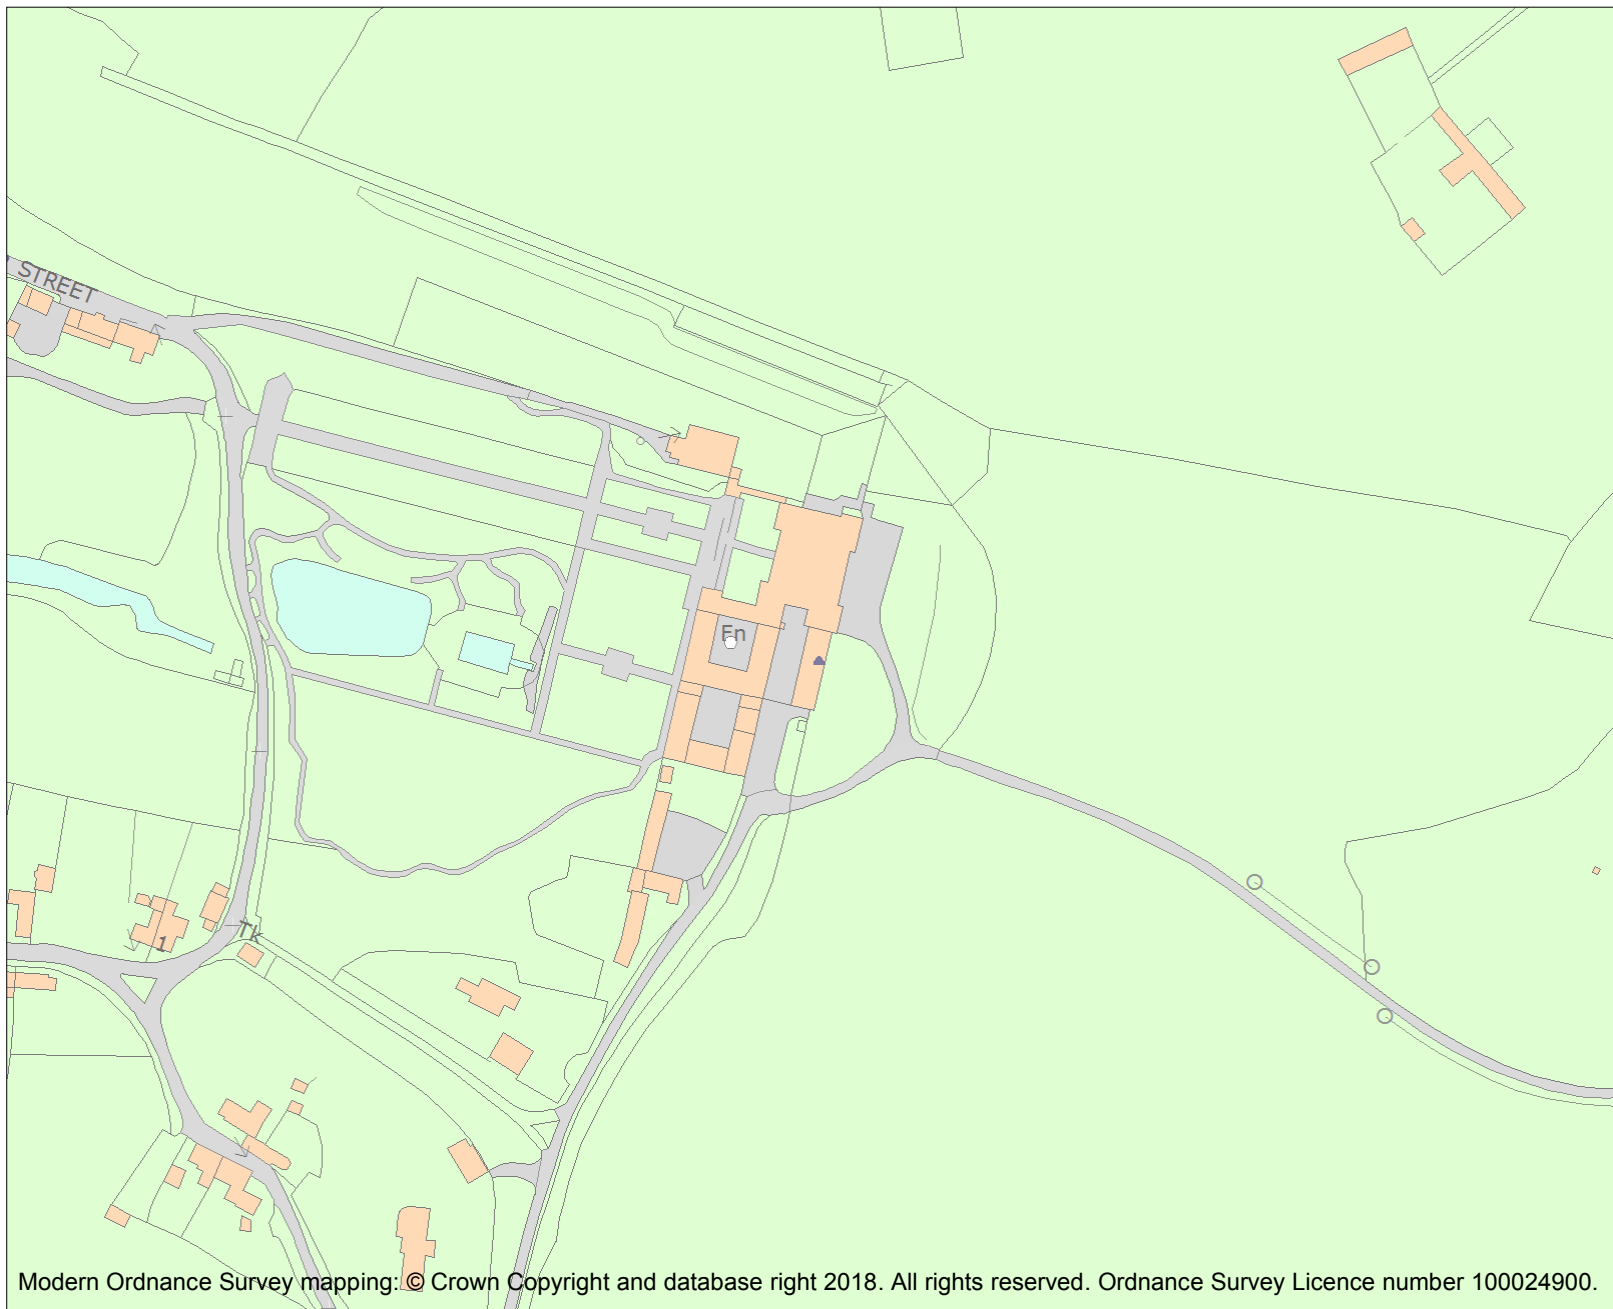 STREET
Fn
Tk
1
Modern Ordnance Survey mapping: © Crown Copyright and database right 2018. All rights reserved. Ordnance Survey Licence number 100024900.